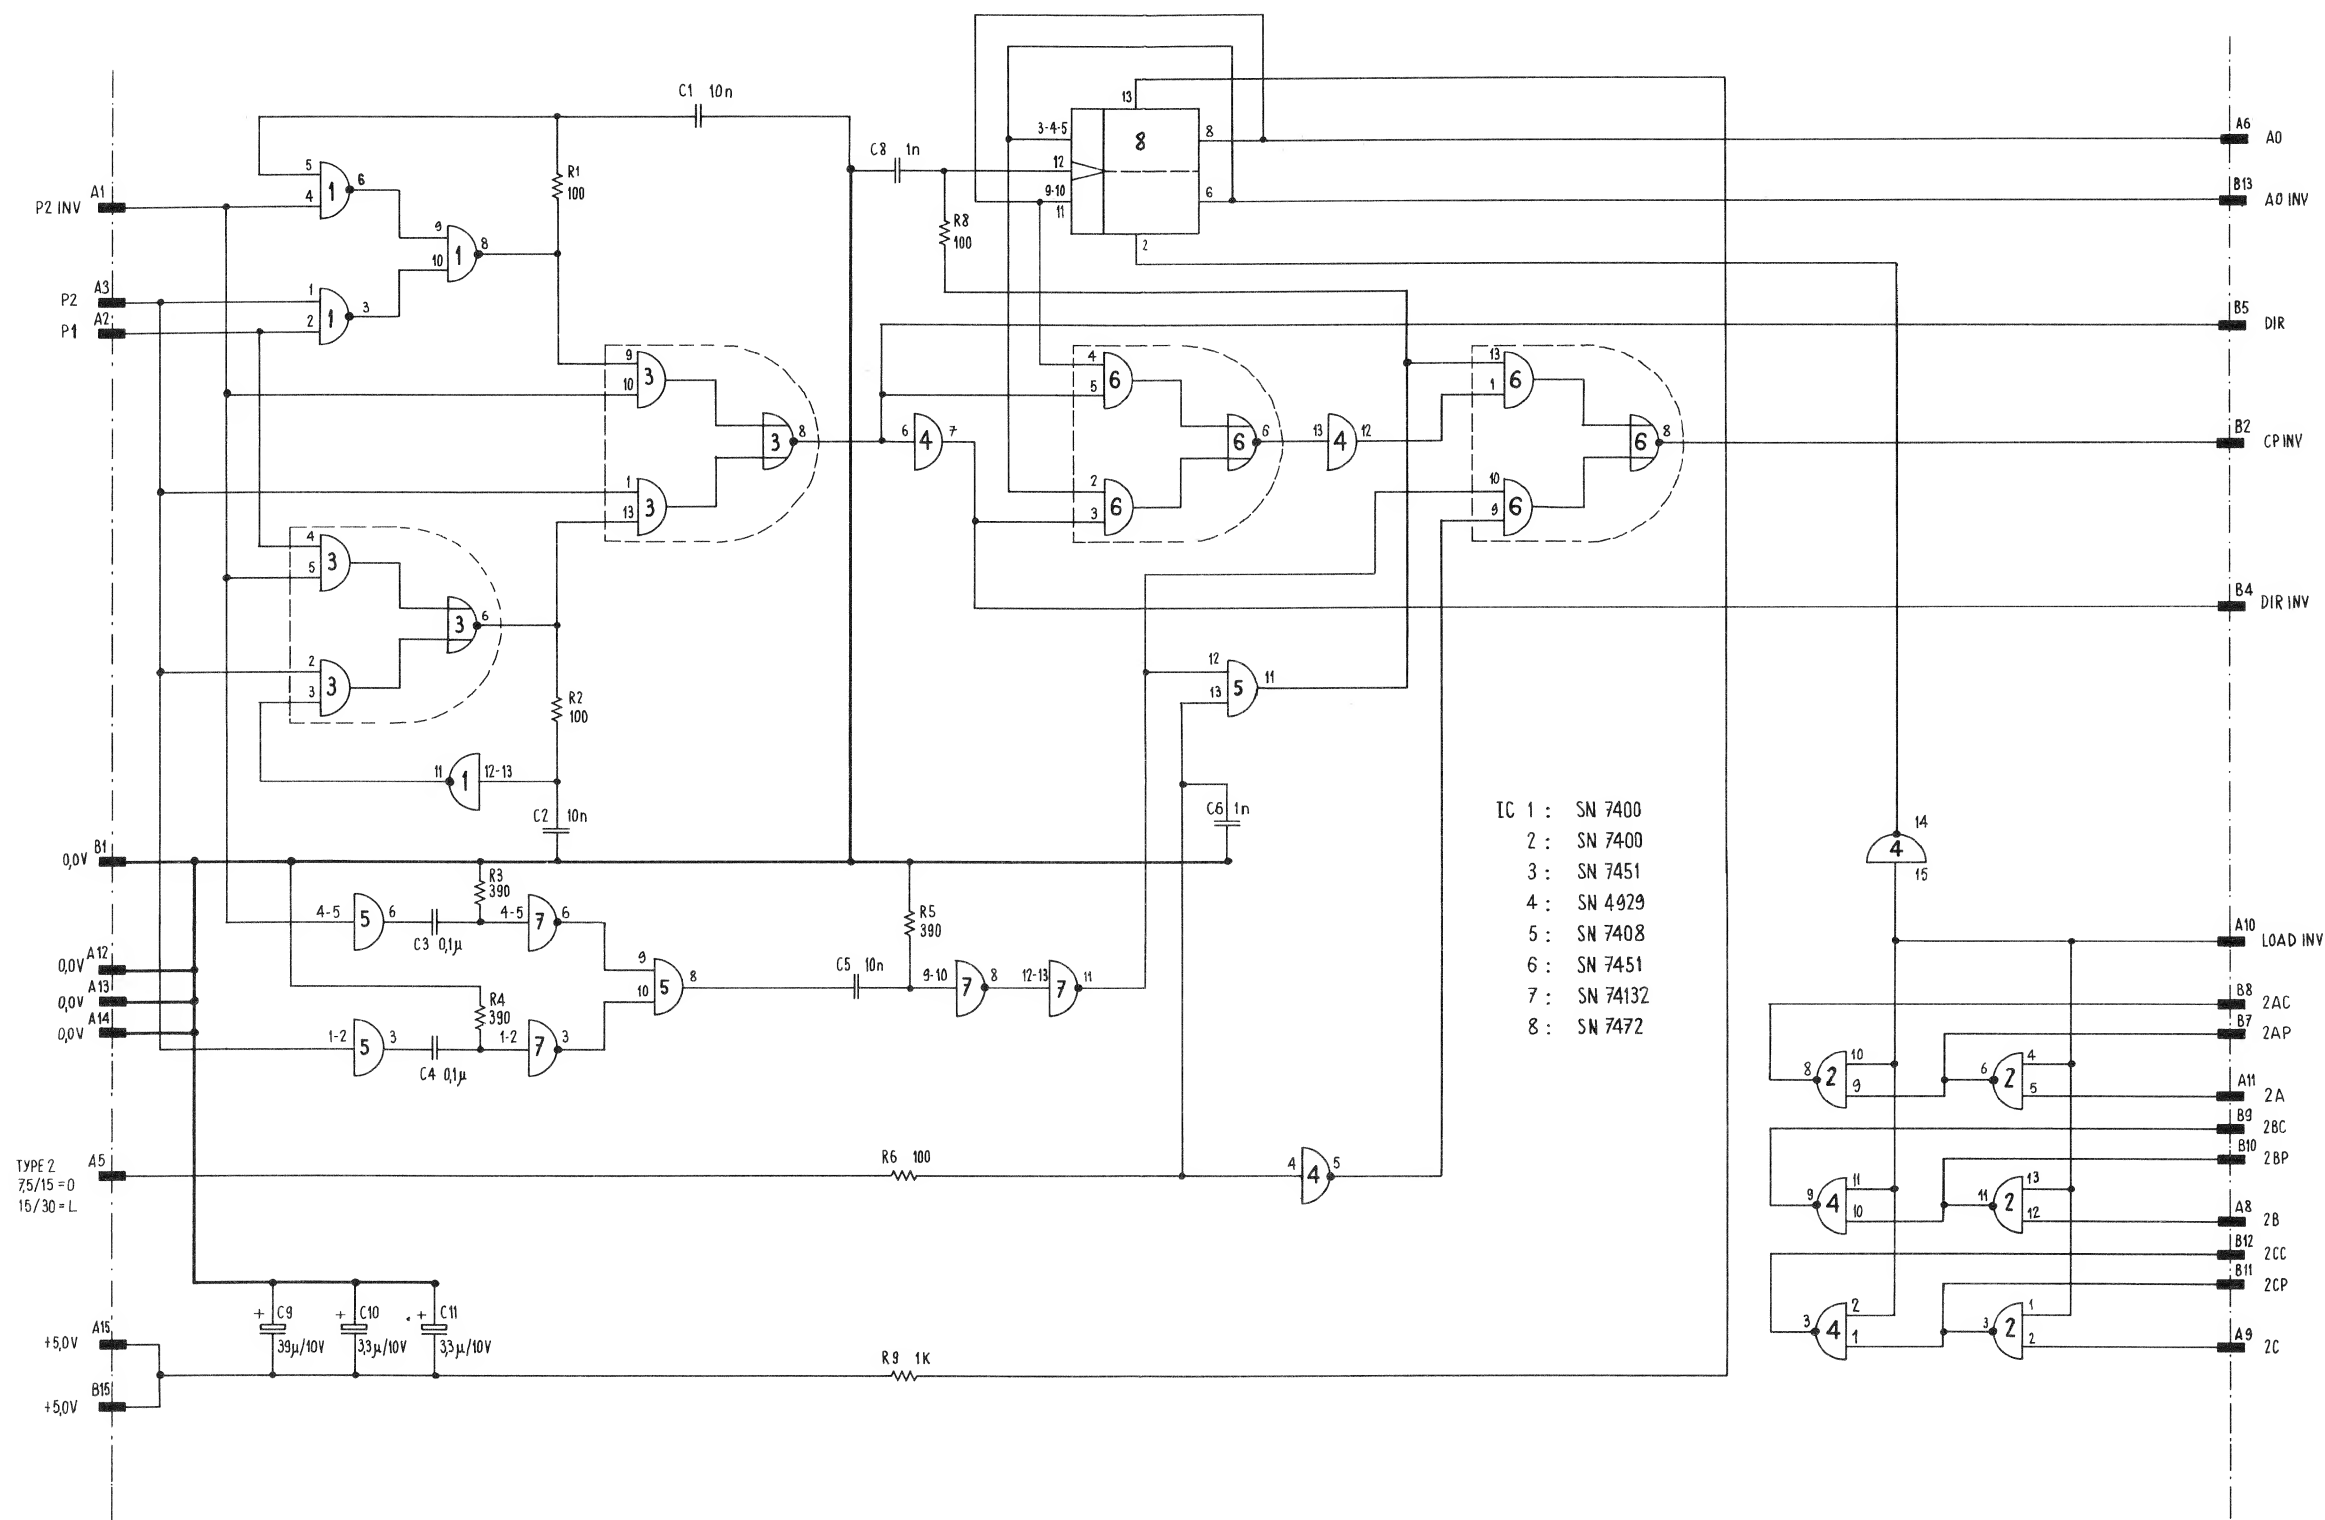 C1 10n
13
3-4-5
8
8
A6
A0
C8 1n
12
9-10
11
6
B13
A0 INV
2
R8
100
5
1
6
4
A1
P2 INV
R1
100
9
1
8
10
A3
P2
1
1
3
A2
P1
2
B5
DIR
9
3
10
4
6
5
13
6
1
3
8
6
4
7
6
6
13
4
12
6
8
B2
CP INV
1
3
13
2
6
3
10
6
9
4
3
5
3
6
2
3
3
B4
DIR INV
12
5
11
13
R2
100
11
1
12-13
C2 10n
C6 1n
IC 1 : SN 7400
2 : SN 7400
3 : SN 7451
4 : SN 4929
5 : SN 7408
6 : SN 7451
7 : SN 74132
8 : SN 7472
14
4
15
B1
0,0V
R3
390
4-5
5
6
C3 0,1µ
4-5
7
6
R5
390
A10
LOAD INV
A12
0,0V
A13
0,0V
A14
0,0V
9
5
8
10
C5 10n
9-10
7
8
12-13
7
11
R4
390
1-2
5
3
C4 0,1µ
1-2
7
3
B8
2AC
B7
2AP
8
2
10
9
6
2
4
5
A11
2A
B9
2BC
B10
2BP
TYPE 2
7,5/15 = 0
15/30 = L
A5
R6 100
4
4
5
9
4
11
10
11
2
13
12
A8
2B
B12
2CC
B11
2CP
+ C9
39µ/10V
+ C10
3,3µ/10V
+ C11
3,3µ/10V
3
4
2
1
3
2
1
2
A9
2C
A15
+5,0V
B15
+5,0V
R9 1K